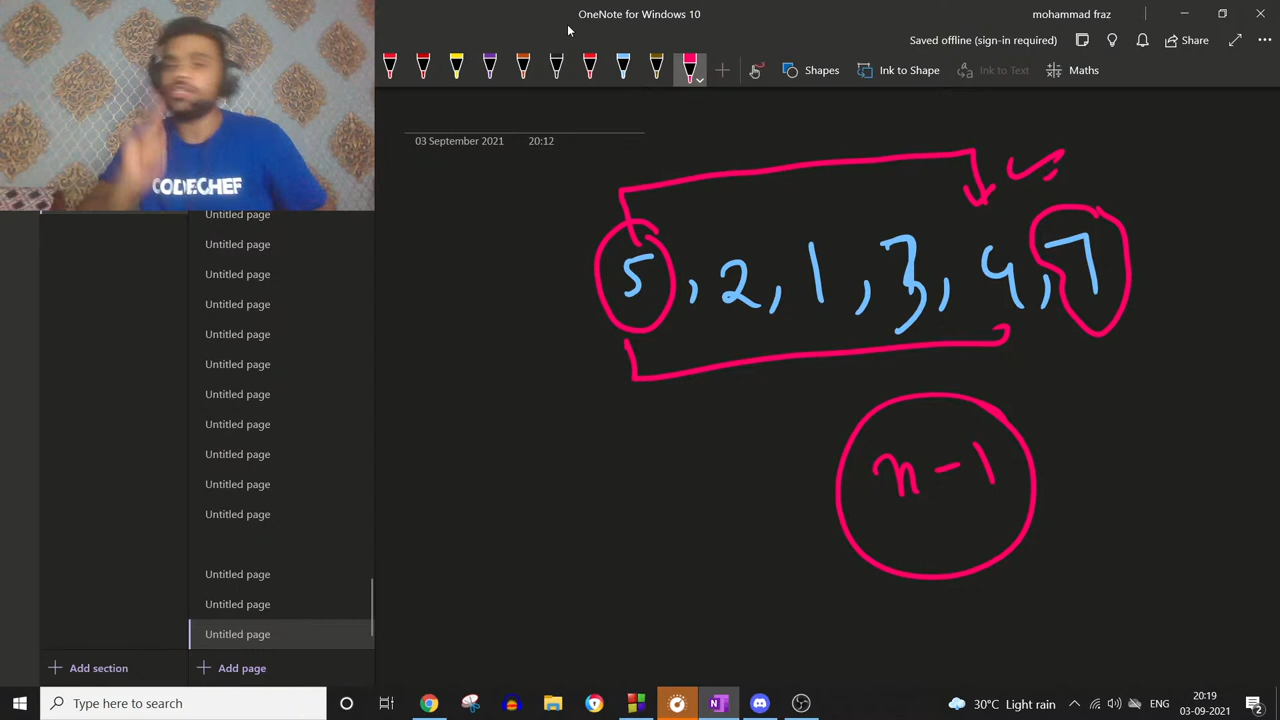 OneNote for Windows 10
mohammad fraz
Saved offline (sign-in required)
Share
Shapes
Ink to Shape
Ink to Text
Maths
03 September 2021 20:12
CODECHEF
5, 2, 1, 3, 4, 7
n-1
Untitled page
Untitled page
Untitled page
Untitled page
Untitled page
Untitled page
Untitled page
Untitled page
Untitled page
Untitled page
Untitled page
Untitled page
Untitled page
Untitled page
Add section
Add page
Type here to search
30°C Light rain
ENG
20:19
03-09-2021
2